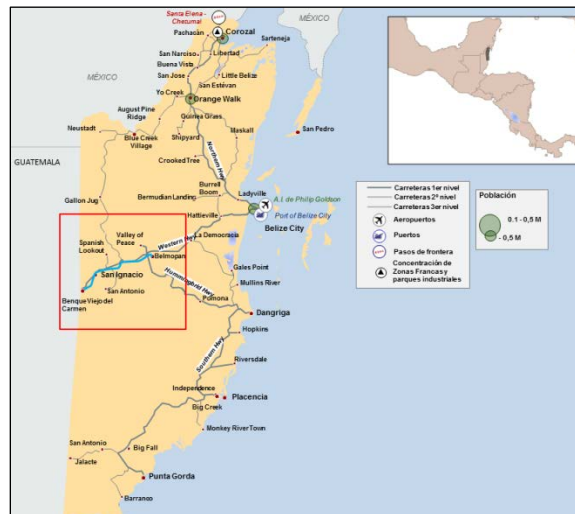 Santa Elena -
Chetumal
MÉXICO
Pachacán
Corozal
Sarteneja
San Narciso
Libertad
Buena Vista
MÉXICO
San Jose
Little Belize
San Estévan
Yo Creek
Orange Walk
August Pine
Ridge
Guinea Grass
Neustadt
Blue Creek
Village
Shipyard
Maskall
San Pedro
Crooked Tree
GUATEMALA
Northern Hwy
Burrell
Boom
Ladyville
A.I. de Philip Goldson
Gallon Jug
Bermudian Landing
Port of Belize City
Hattieville
Belize City
Valley of
Peace
La Democracia
Spanish
Lookout
Western Hwy
Belmopan
Gales Point
San Ignacio
Hummingbird Hwy
Mullins River
San Antonio
Benque Viejo del
Carmen
Pomona
Dangriga
Hopkins
Southern Hwy
Riversdale
Independence
Placencia
Big Creek
Monkey River Town
San Antonio
Big Fall
Jalacte
Punta Gorda
Barranco
Carreteras 1er nivel
Carreteras 2º nivel
Carreteras 3er nivel
Aeropuertos
Puertos
Pasos de frontera
Concentración de
Zonas Francas y
parques industriales
Población
0.1 - 0,5 M
- 0,5 M